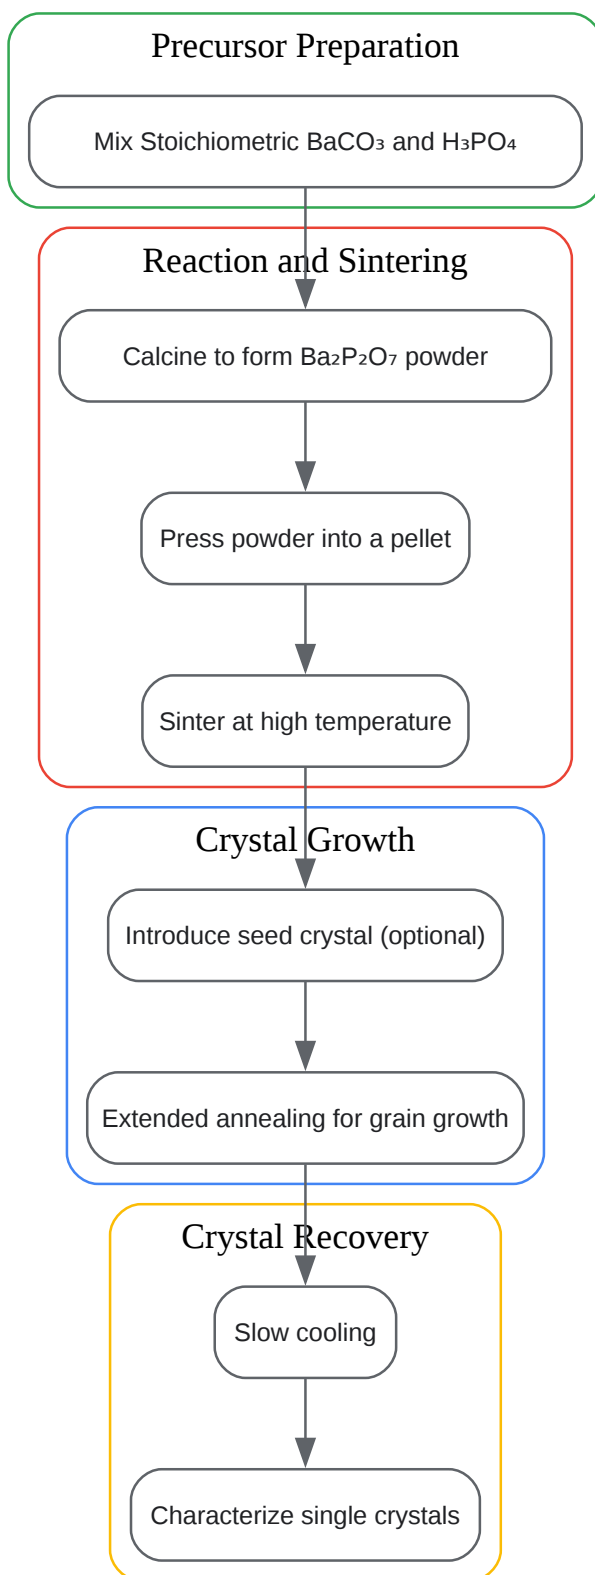 Precursor Preparation
Mix Stoichiometric BaCO₃ and H₃PO₄
Reaction and Sintering
Calcine to form Ba₂P₂O₇ powder
Press powder into a pellet
Sinter at high temperature
Crystal Growth
Introduce seed crystal (optional)
Extended annealing for grain growth
Crystal Recovery
Slow cooling
Characterize single crystals